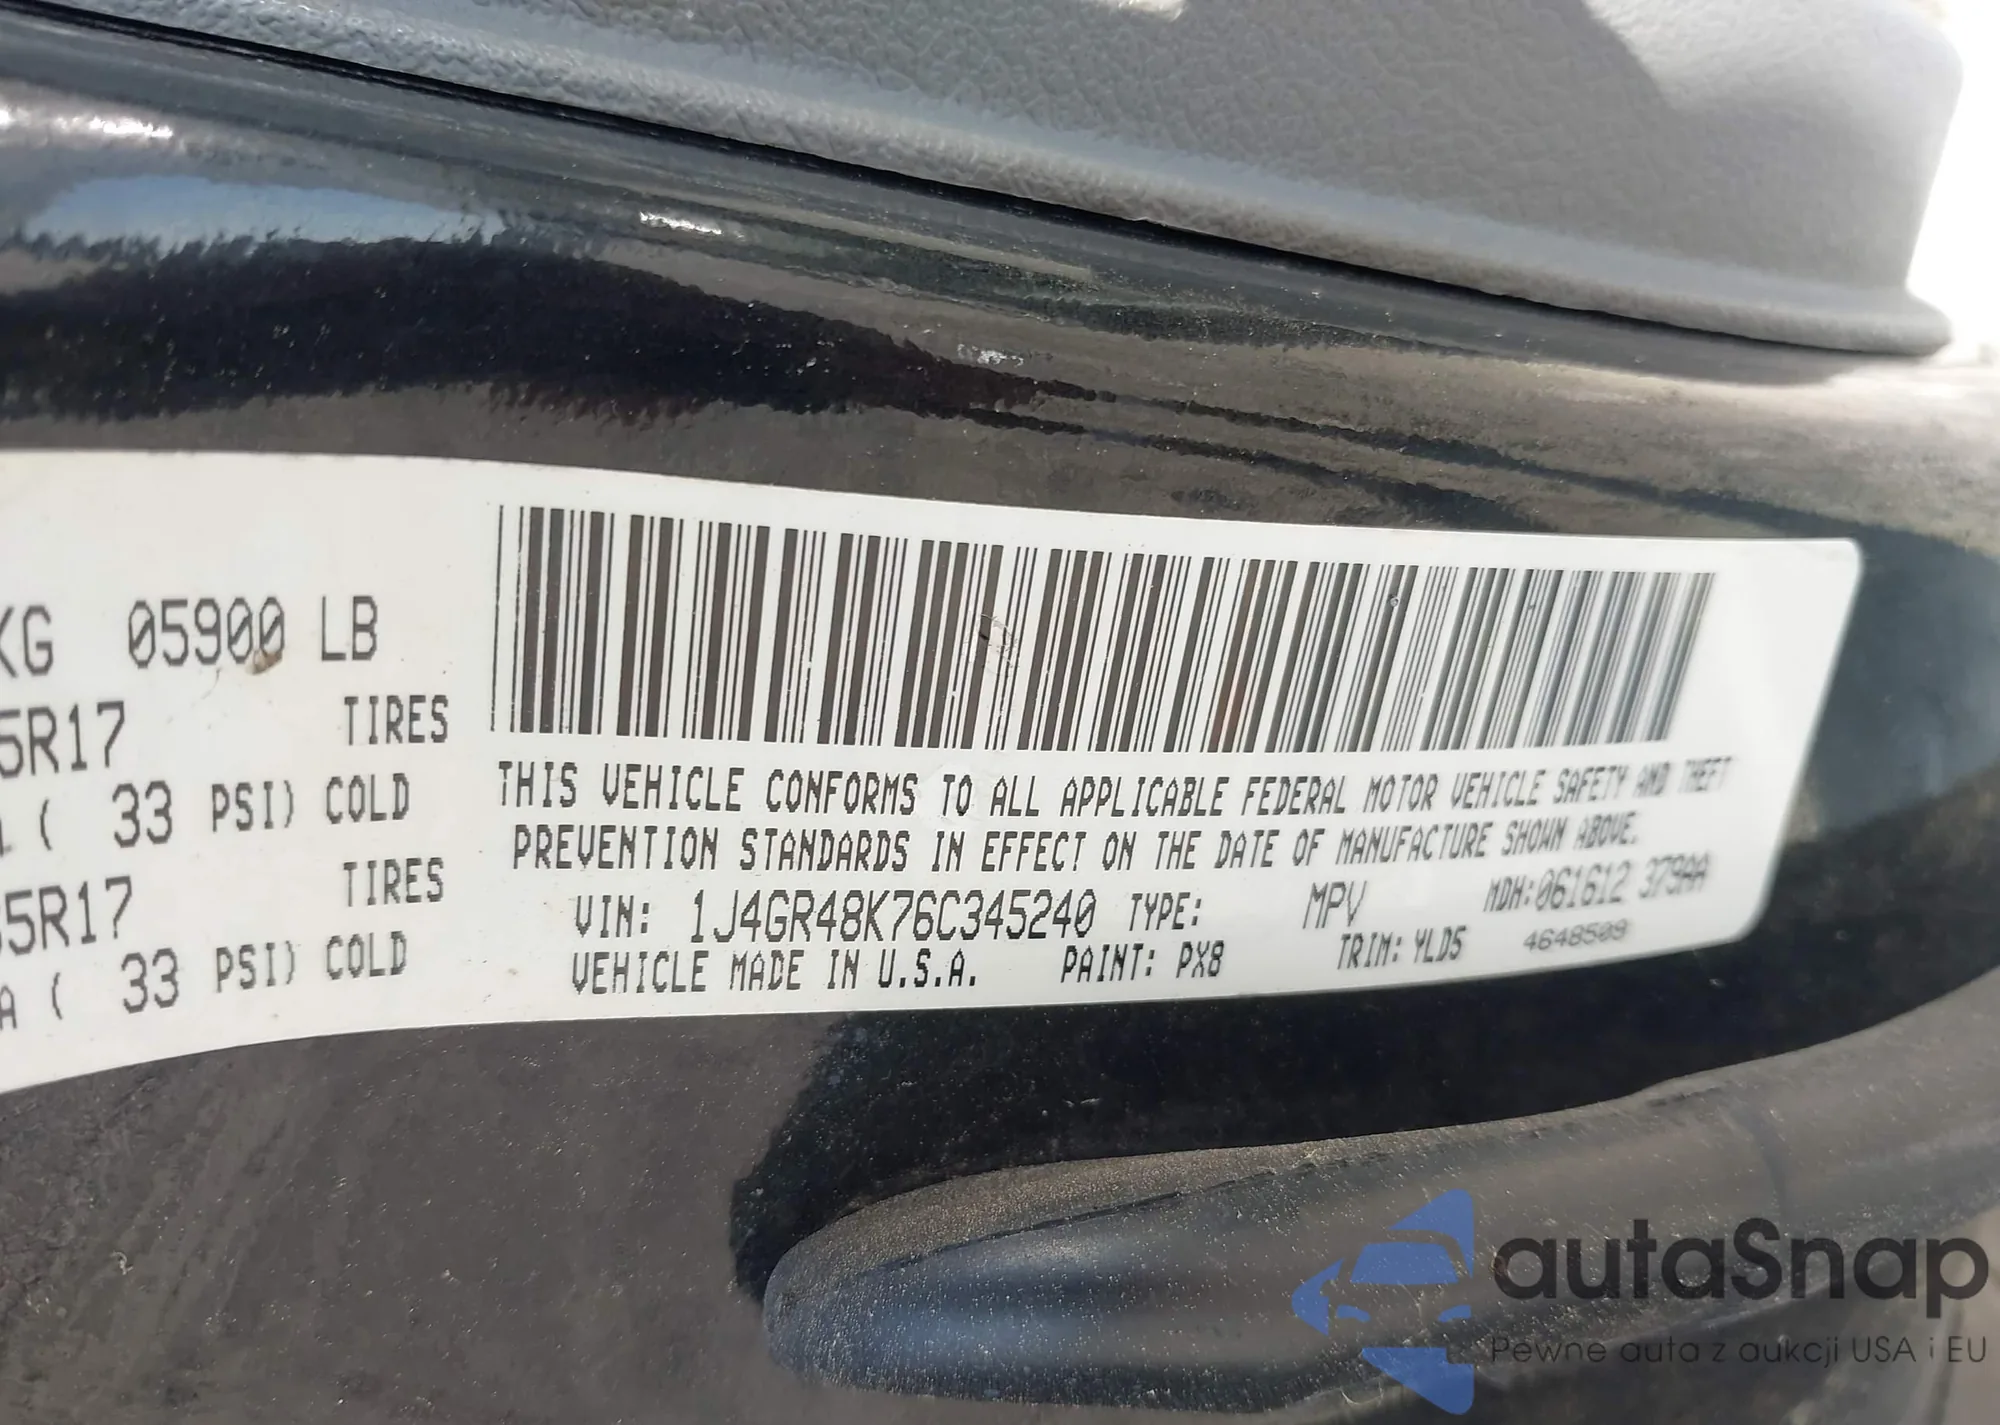 KG 05900 LB
5R17 TIRES
( 33 PSI) COLD
5R17 TIRES
A ( 33 PSI) COLD
THIS VEHICLE CONFORMS TO ALL APPLICABLE FEDERAL MOTOR VEHICLE SAFETY AND THEFT
PREVENTION STANDARDS IN EFFECT ON THE DATE OF MANUFACTURE SHOWN ABOVE.
VIN: 1J4GR48K76C345240 TYPE: MPV MDH:061612 379AA
VEHICLE MADE IN U.S.A. PAINT: PX8 TRIM: YLD5 4648509
autaSnap
Pewne auta z aukcji USA i EU